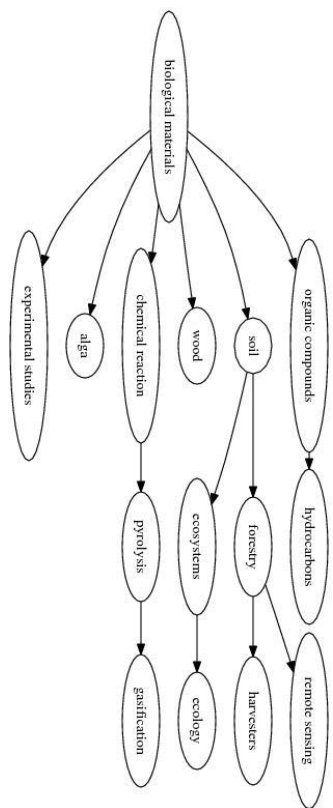 biological materials
organic compounds
soil
wood
chemical reaction
alga
experimental studies
hydrocarbons
forestry
ecosystems
pyrolysis
remote sensing
harvesters
ecology
gasification